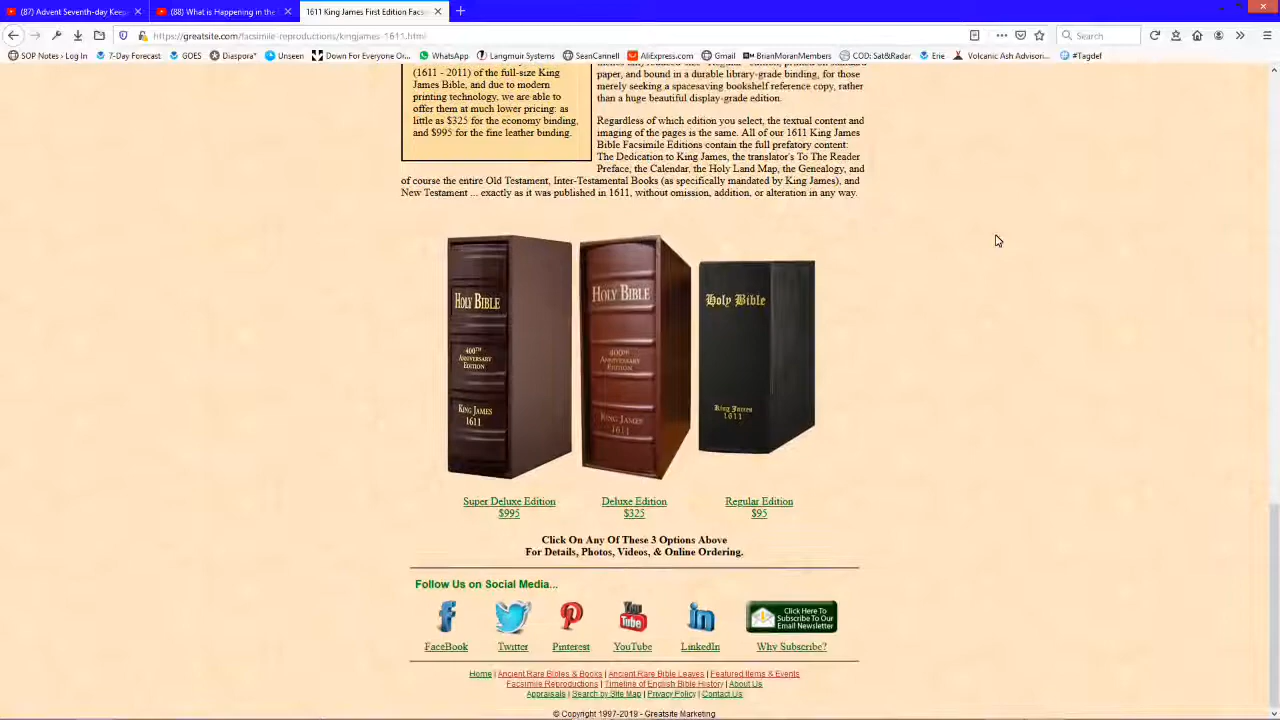 (87) Advent Seventh-day Keep
(88) What is Happening in the
1611 King James First Edition Facs
https://greatsite.com/facsimile-reproductions/kingjames-1611.html
Search
SOP Notes › Log In
7-Day Forecast
GOES
Diaspora*
Unseen
Down For Everyone Or...
WhatsApp
Langmuir Systems
SeanCannell
AliExpress.com
Gmail
BrianMoranMembers
COD: Sat&Radar
Erie
Volcanic Ash Advisori...
#Tagdef
(1611 - 2011) of the full-size King
James Bible, and due to modern
printing technology, we are able to
offer them at much lower pricing: as
little as $325 for the economy binding,
and $995 for the fine leather binding.
paper, and bound in a durable library-grade binding, for those
merely seeking a spacesaving bookshelf reference copy, rather
than a huge beautiful display-grade edition.
Regardless of which edition you select, the textual content and
imaging of the pages is the same. All of our 1611 King James
Bible Facsimile Editions contain the full prefatory content:
The Dedication to King James, the translator's To The Reader
Preface, the Calendar, the Holy Land Map, the Genealogy, and
of course the entire Old Testament, Inter-Testamental Books (as specifically mandated by King James), and
New Testament ... exactly as it was published in 1611, without omission, addition, or alteration in any way.
HOLY BIBLE
400TH
ANNIVERSARY
EDITION
KING JAMES
1611
HOLY BIBLE
400TH
ANNIVERSARY
EDITION
KING JAMES
1611
Holy Bible
King James
1611
Super Deluxe Edition
$995
Deluxe Edition
$325
Regular Edition
$95
Click On Any Of These 3 Options Above
For Details, Photos, Videos, & Online Ordering.
Follow Us on Social Media...
You
Tube
Click Here To
Subscribe To Our
Email Newsletter
FaceBook
Twitter
Pinterest
YouTube
LinkedIn
Why Subscribe?
Home | Ancient Rare Bibles & Books | Ancient Rare Bible Leaves | Featured Items & Events
Facsimile Reproductions | Timeline of English Bible History | About Us
Appraisals | Search by Site Map | Privacy Policy | Contact Us
© Copyright 1997-2019 - Greatsite Marketing